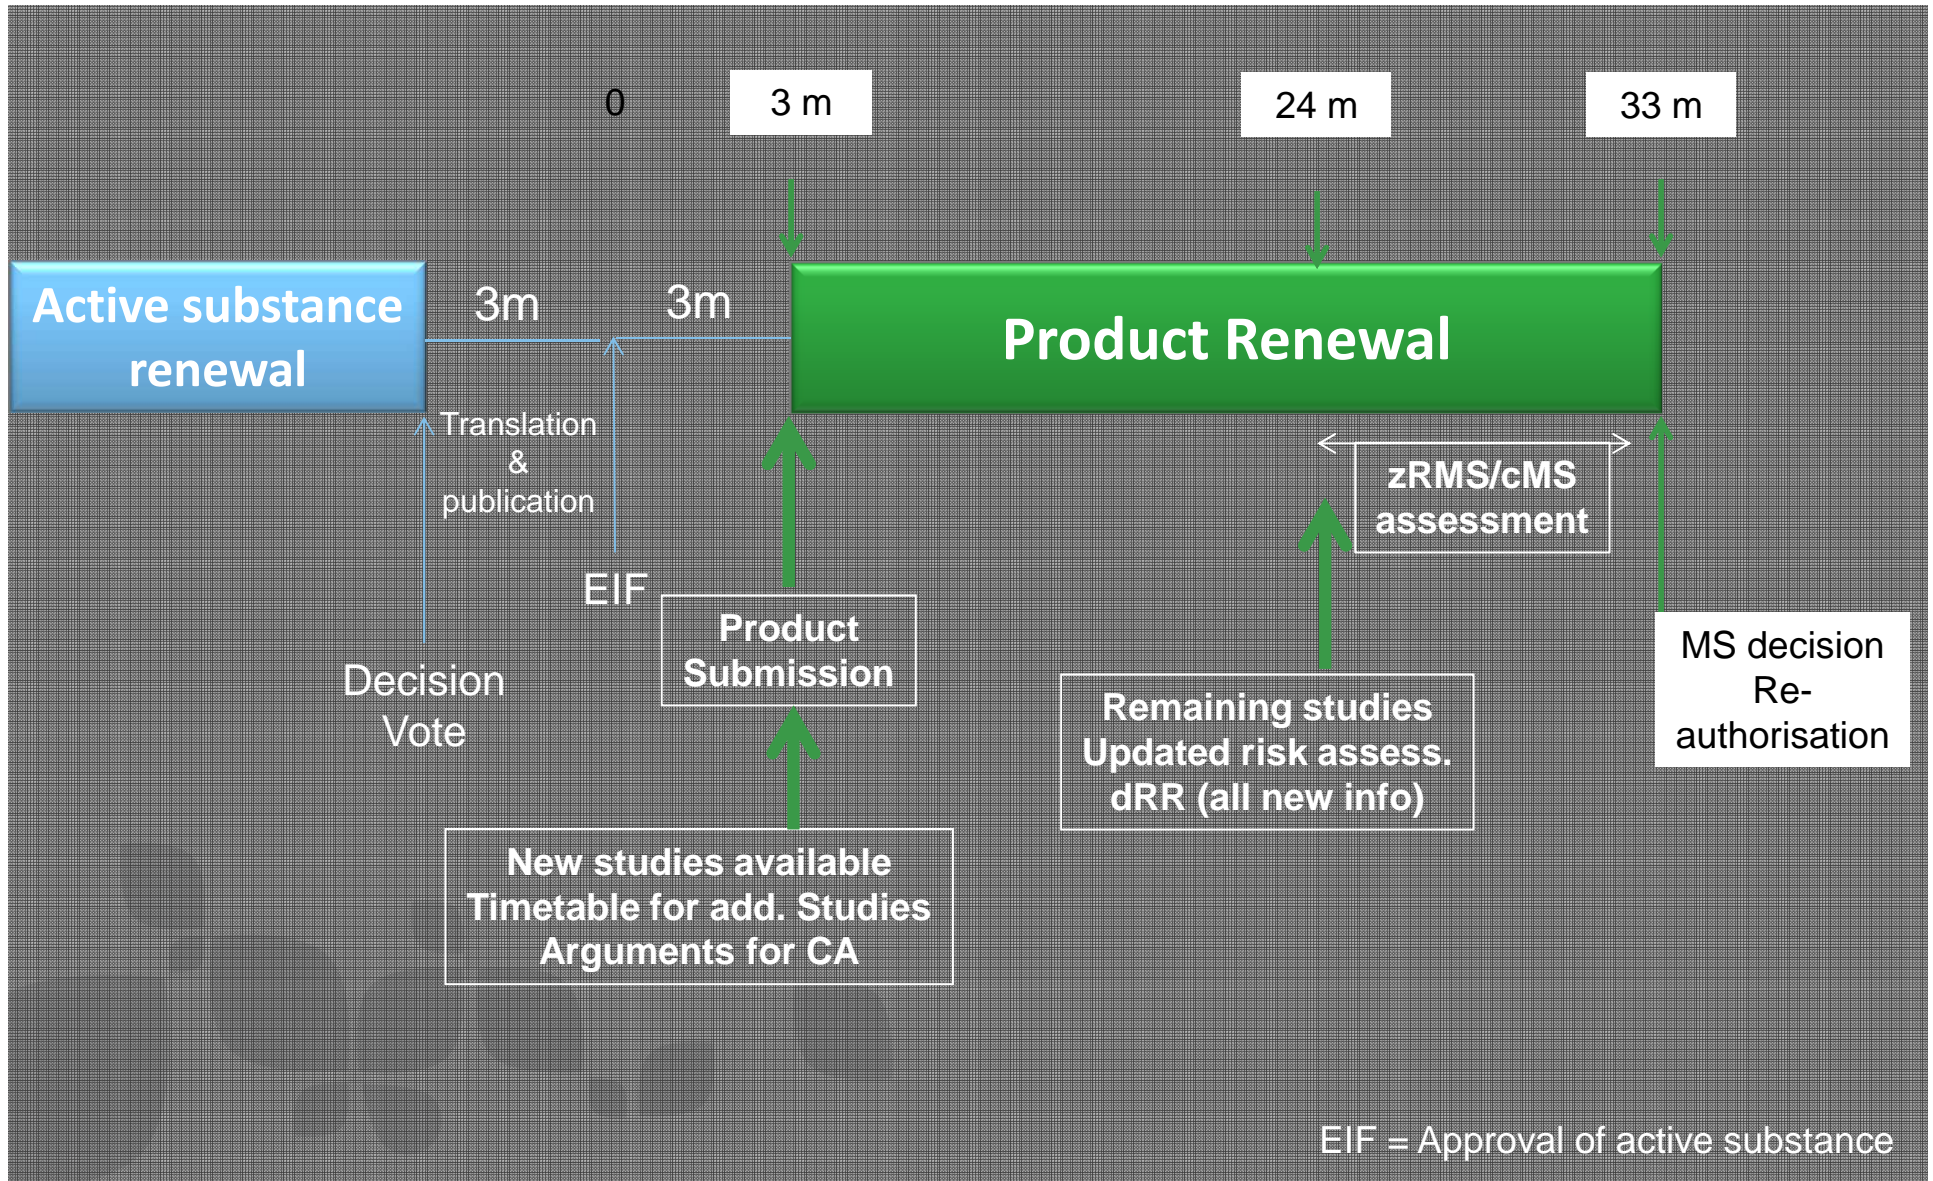 0
3 m
24 m
33 m
Active substance
renewal
3m
3m
Product Renewal
Translation
&
publication
zRMS/cMS
assessment
EIF
Product
Submission
Decision
Vote
MS decision
Re-
authorisation
Remaining studies
Updated risk assess.
dRR (all new info)
New studies available
Timetable for add. Studies
Arguments for CA
EIF = Approval of active substance